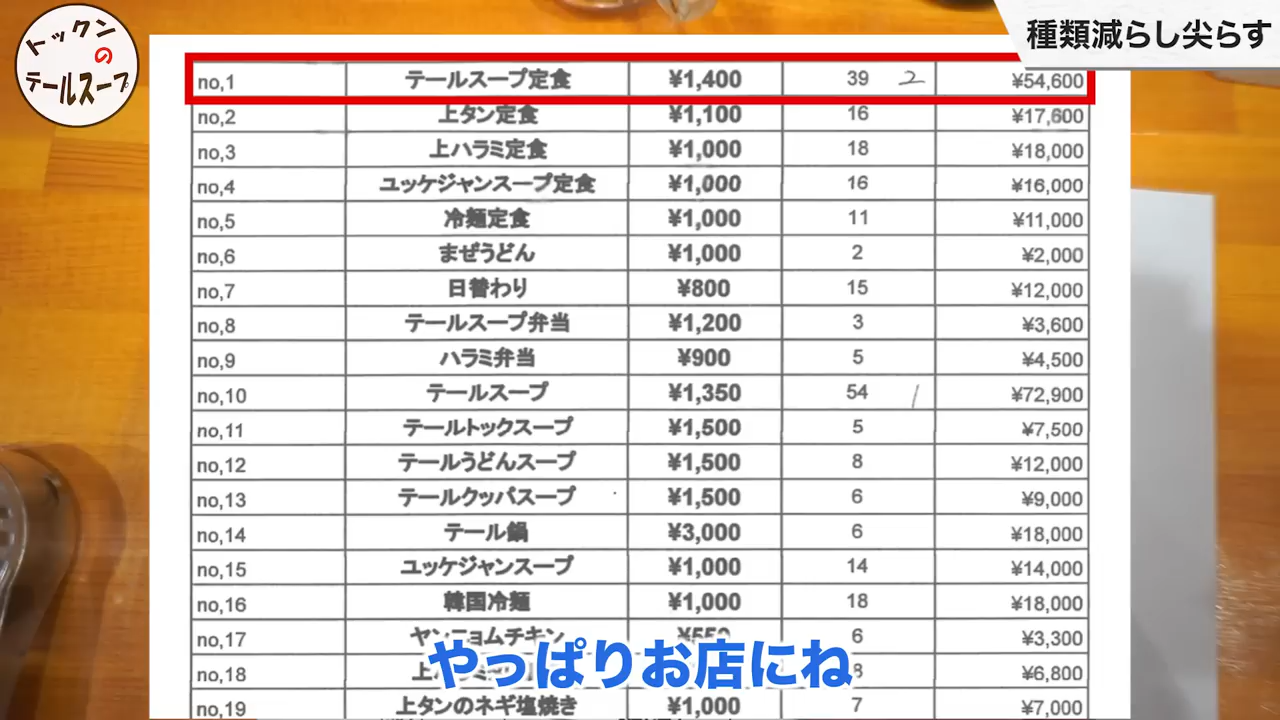 トックン
の
テールスープ
種類減らし尖らす
no,1 テールスープ定食 ¥1,400 39 2 ¥54,600
no,2 上タン定食 ¥1,100 16 ¥17,600
no,3 上ハラミ定食 ¥1,000 18 ¥18,000
no,4 ユッケジャンスープ定食 ¥1,000 16 ¥16,000
no,5 冷麺定食 ¥1,000 11 ¥11,000
no,6 まぜうどん ¥1,000 2 ¥2,000
no,7 日替わり ¥800 15 ¥12,000
no,8 テールスープ弁当 ¥1,200 3 ¥3,600
no,9 ハラミ弁当 ¥900 5 ¥4,500
no,10 テールスープ ¥1,350 54 / ¥72,900
no,11 テールトックスープ ¥1,500 5 ¥7,500
no,12 テールうどんスープ ¥1,500 8 ¥12,000
no,13 テールクッパスープ ¥1,500 6 ¥9,000
no,14 テール鍋 ¥3,000 6 ¥18,000
no,15 ユッケジャンスープ ¥1,000 14 ¥14,000
no,16 韓国冷麺 ¥1,000 18 ¥18,000
no,17 ヤンニョムチキン ¥550 6 ¥3,300
no,18 8 ¥6,800
no,19 上タンのネギ塩焼き ¥1,000 7 ¥7,000
やっぱりお店にね